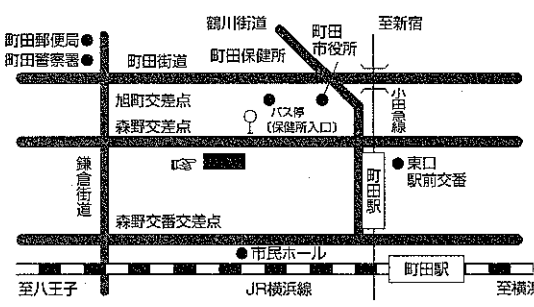 鶴川街道
至新宿
町田郵便局
町田警察署
町田街道
町田保健所
町田
市役所
旭町交差点
バス停
(保健所入口)
小田急線
森野交差点
鎌倉街道
町田駅
東口
駅前交番
森野交番交差点
市民ホール
町田駅
至八王子
JR横浜線
至横浜